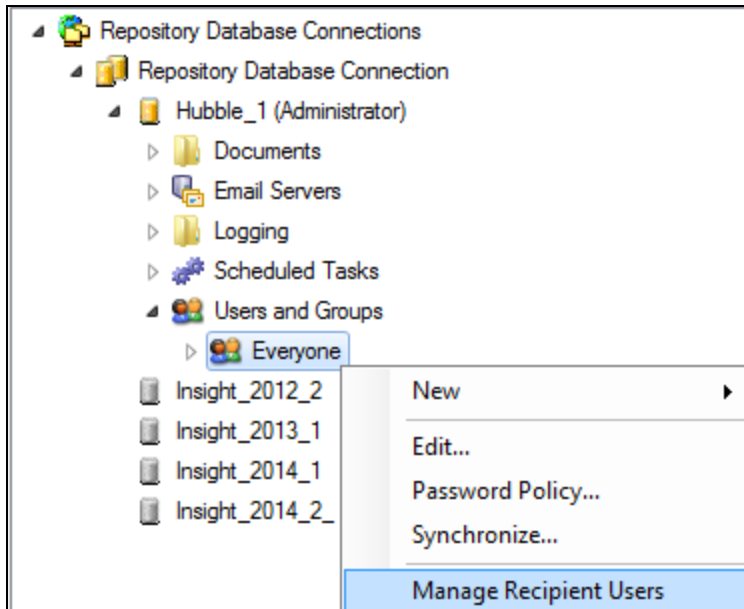 Repository Database Connections
Repository Database Connection
Hubble_1 (Administrator)
Documents
Email Servers
Logging
Scheduled Tasks
Users and Groups
Everyone
Insight_2012_2
New
Insight_2013_1
Edit...
Insight_2014_1
Password Policy...
Insight_2014_2_
Synchronize...
Manage Recipient Users